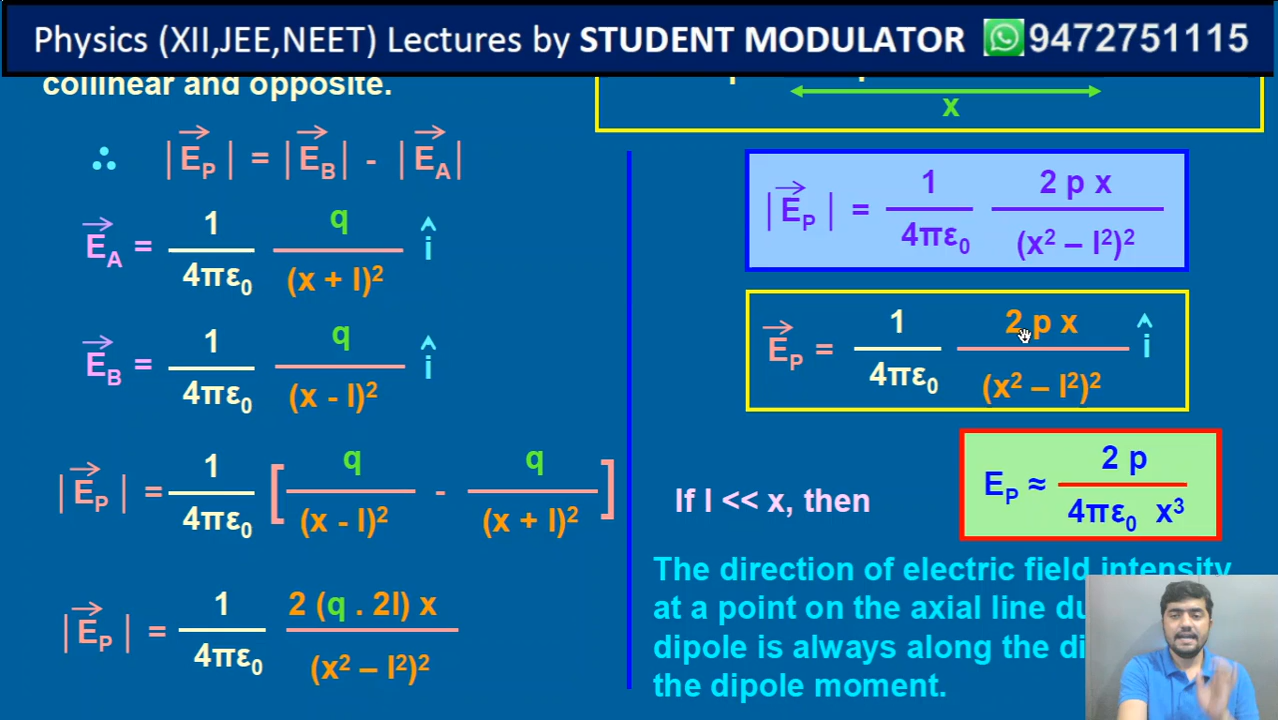 Physics (XII,JEE,NEET) Lectures by STUDENT MODULATOR 9472751115
collinear and opposite.
x
∴ |E⃗P| = |E⃗B| - |E⃗A|
E⃗A = 1/4πε₀ q/(x + l)² î
E⃗B = 1/4πε₀ q/(x - l)² î
|E⃗P| = 1/4πε₀ [ q/(x - l)² - q/(x + l)² ]
|E⃗P| = 1/4πε₀ 2 (q . 2l) x/(x² – l²)²
|E⃗P| = 1/4πε₀ 2 p x/(x² – l²)²
E⃗P = 1/4πε₀ 2 p x/(x² – l²)² î
If l << x, then
EP ≈ 2 p/4πε₀ x³
The direction of electric field intensity
at a point on the axial line
dipole is always along the
the dipole moment.